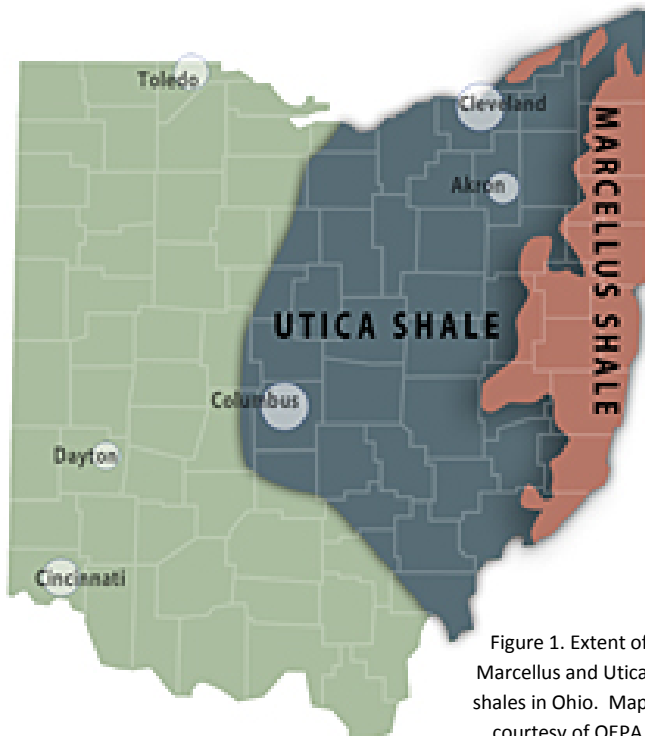 Toledo
Cleveland
Akron
MARCELLUS SHALE
UTICA SHALE
Columbus
Dayton
Cincinnati
Figure 1. Extent of
Marcellus and Utica
shales in Ohio.  Map
courtesy of OEPA